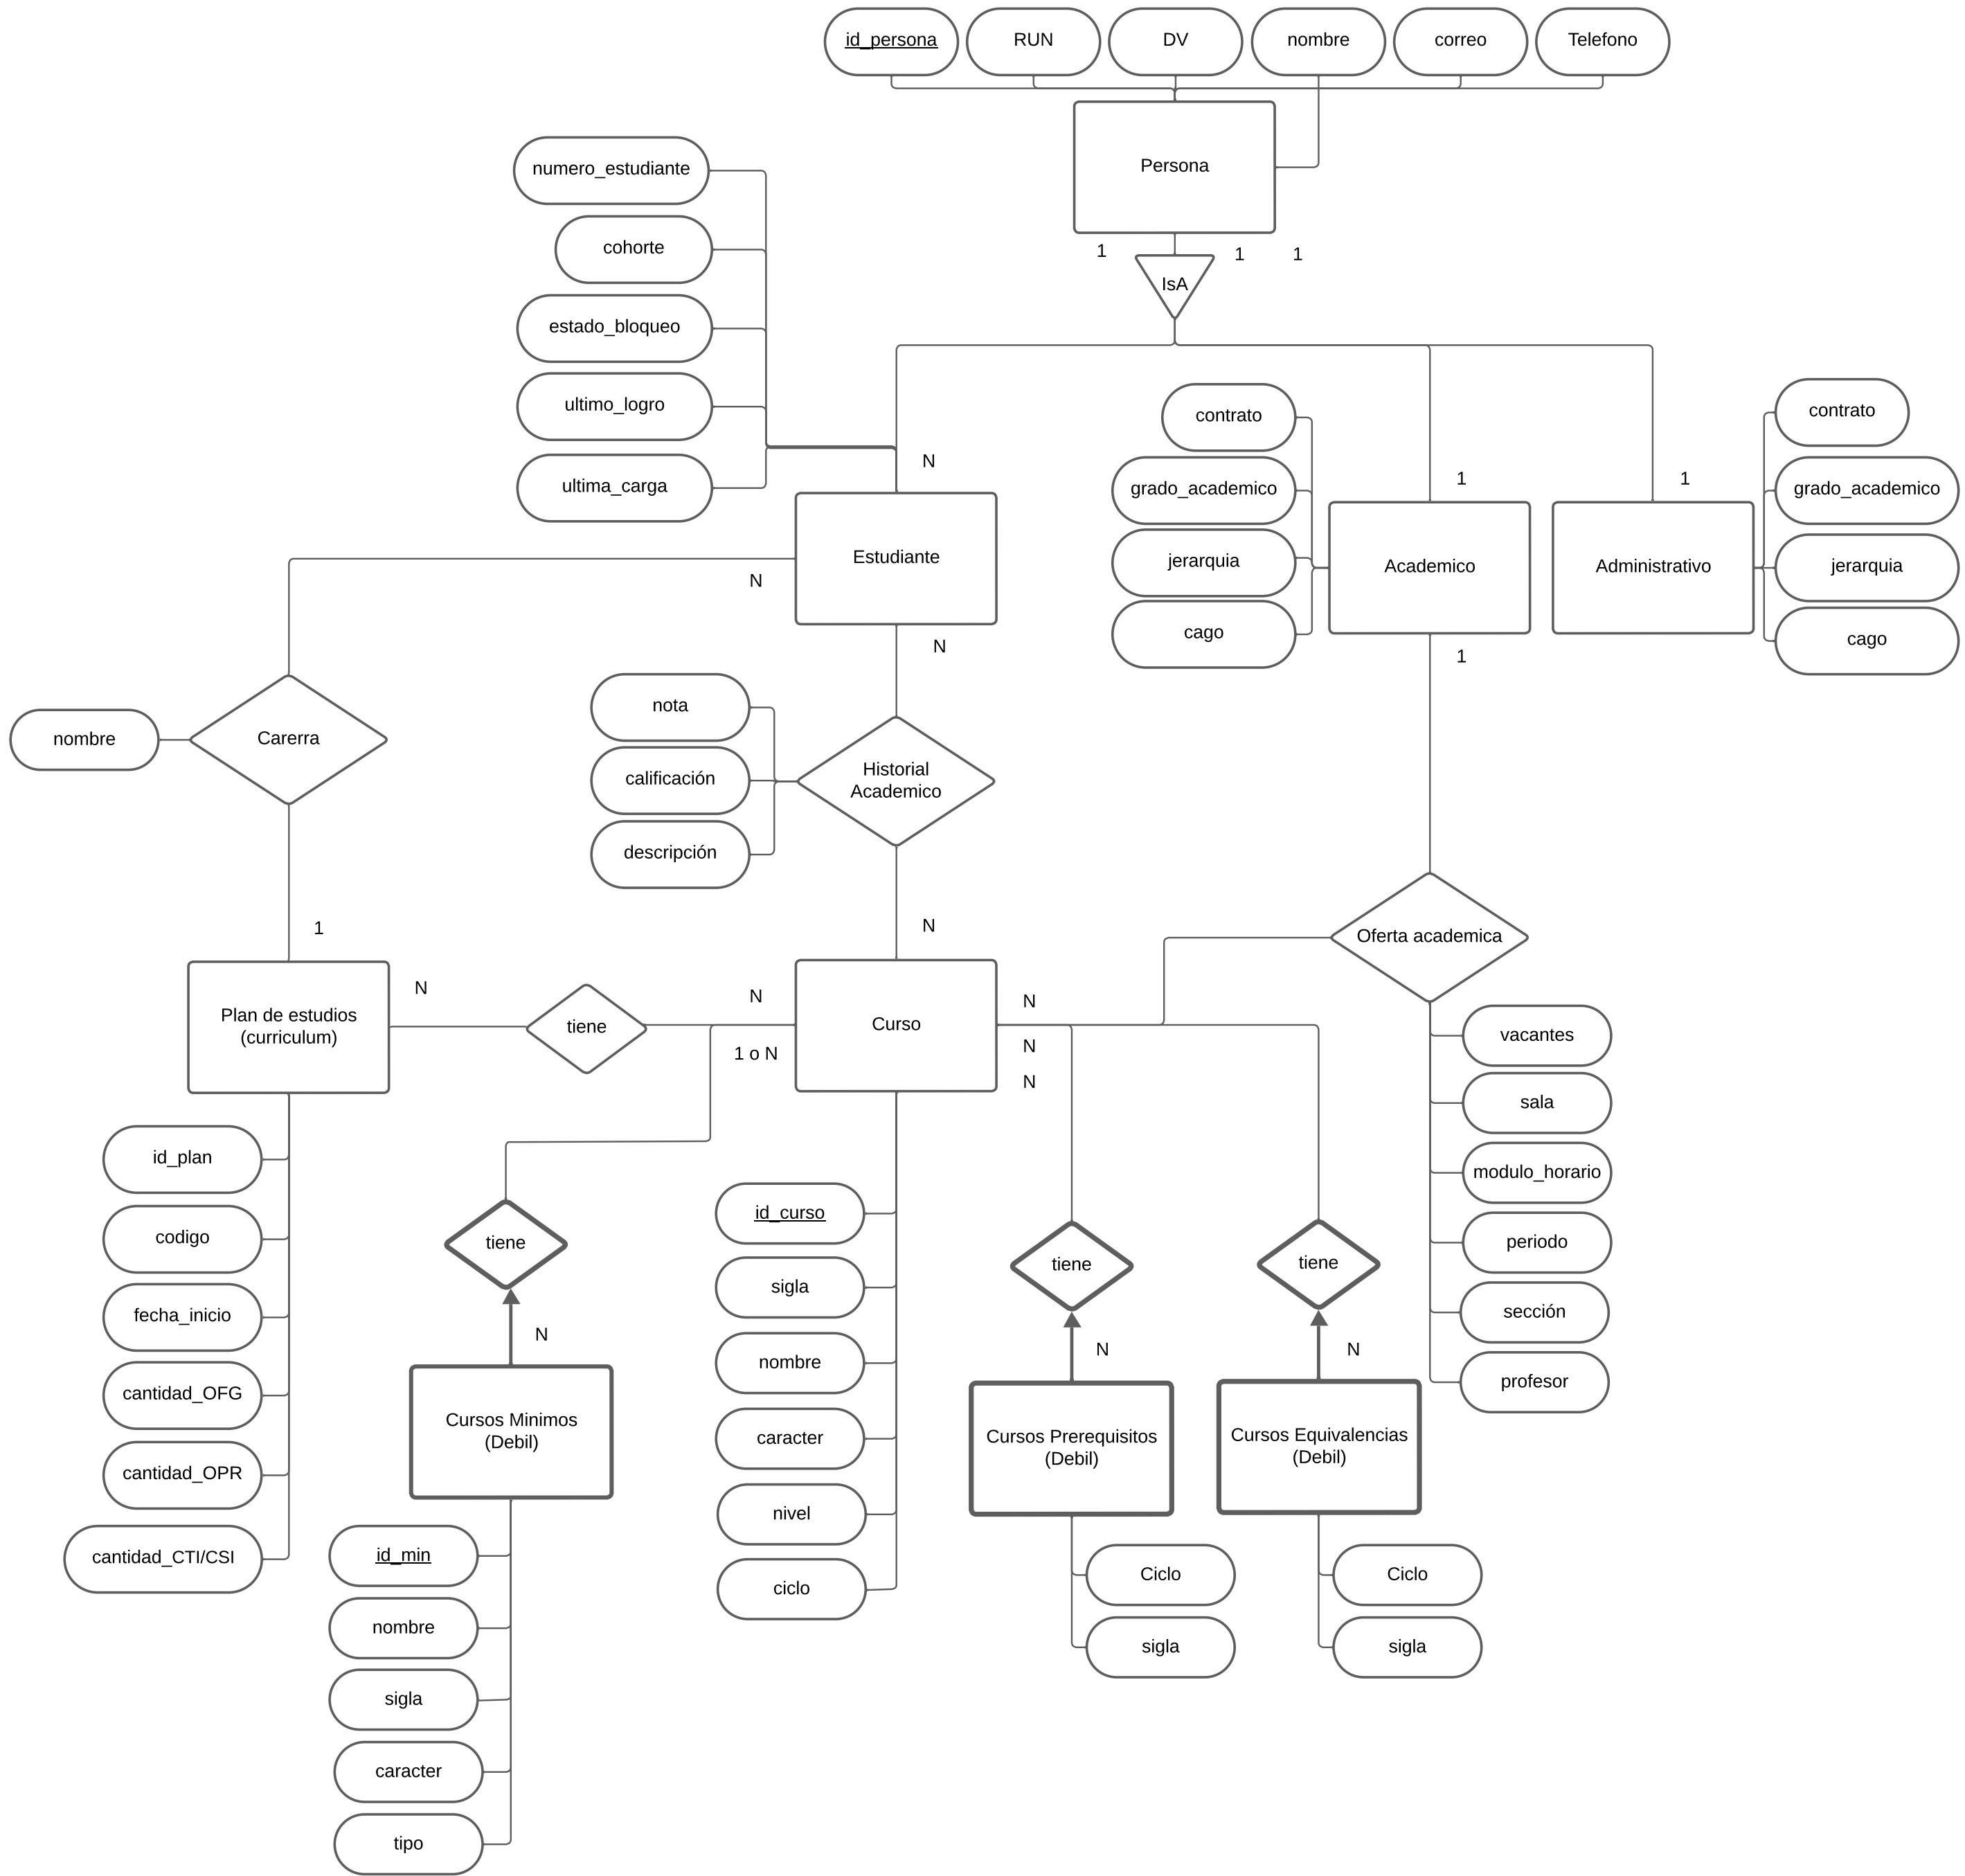 id_persona
RUN
DV
nombre
correo
Telefono
Persona
numero_estudiante
cohorte
estado_bloqueo
ultimo_logro
ultima_carga
1
1
1
IsA
N
1
1
contrato
grado_academico
jerarquia
cago
contrato
grado_academico
jerarquia
cago
Estudiante
Academico
Administrativo
N
N
1
nombre
Carerra
nota
calificación
descripción
Historial
Academico
1
N
Oferta academica
Plan de estudios
(curriculum)
N
tiene
N
1 o N
Curso
N
N
N
vacantes
sala
modulo_horario
periodo
sección
profesor
id_plan
codigo
fecha_inicio
cantidad_OFG
cantidad_OPR
cantidad_CTI/CSI
tiene
N
Cursos Minimos
(Debil)
id_min
nombre
sigla
caracter
tipo
id_curso
sigla
nombre
caracter
nivel
ciclo
tiene
N
Cursos Prerequisitos
(Debil)
Ciclo
sigla
tiene
N
Cursos Equivalencias
(Debil)
Ciclo
sigla